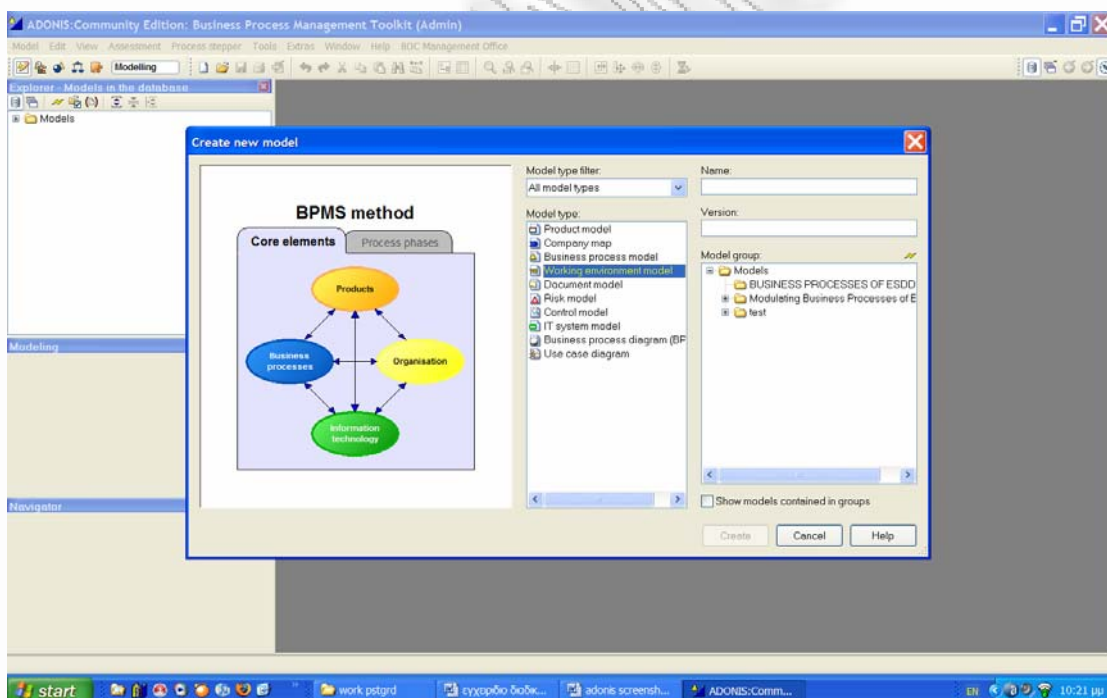 ADONIS:Community Edition: Business Process Management Toolkit (Admin)
Model Edit View Assessment Process stepper Tools Extras Window Help BOC Management Office
Modelling
Explorer - Models in the database
Models
Create new model
BPMS method
Core elements
Process phases
Products
Business
processes
Organisation
Information
technology
Model type filter:
All model types
Model type:
Product model
Company map
Business process model
Working environment model
Document model
Risk model
Control model
IT system model
Business process diagram (BP
Use case diagram
Name:
Version:
Model group:
Models
BUSINESS PROCESSES OF ESDD
Modulating Business Processes of E
test
Show models contained in groups
Create
Cancel
Help
Modeling
Navigator
start
work pstgrd
εγχειρίδιο διαδικ...
adonis screensh...
ADONIS:Comm...
EN
10:21 μμ